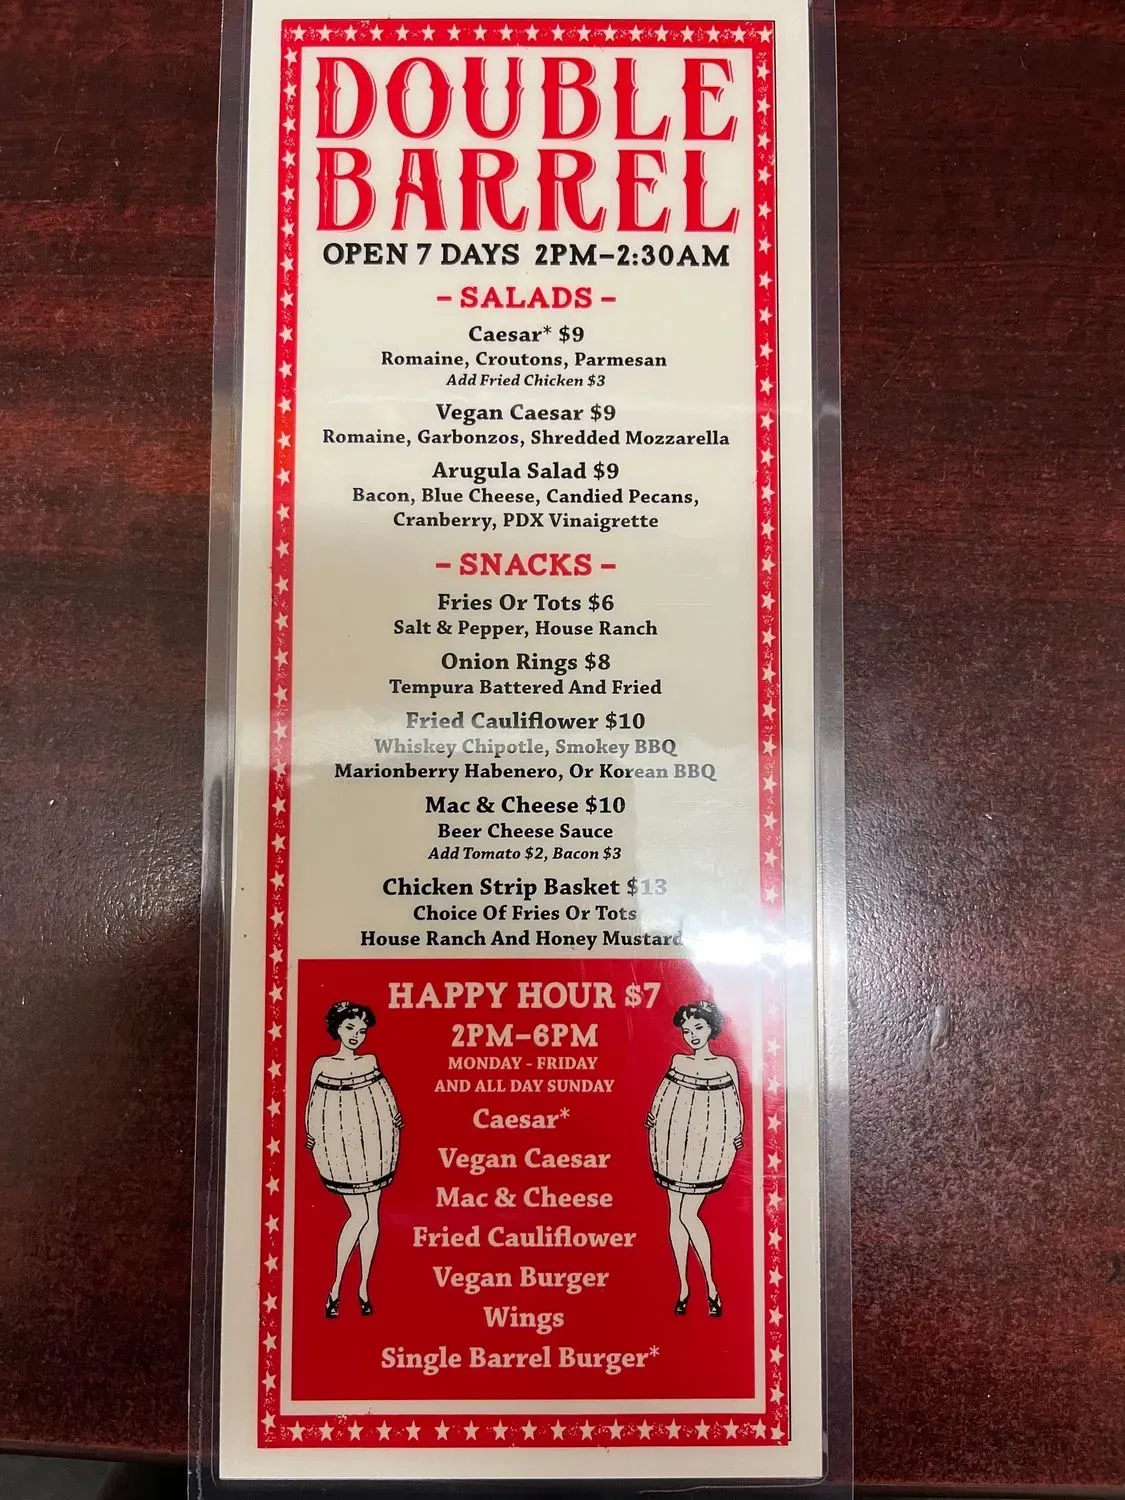 DOUBLE
BARREL
OPEN 7 DAYS 2PM–2:30AM
– SALADS –
Caesar* $9
Romaine, Croutons, Parmesan
Add Fried Chicken $3
Vegan Caesar $9
Romaine, Garbonzos, Shredded Mozzarella
Arugula Salad $9
Bacon, Blue Cheese, Candied Pecans,
Cranberry, PDX Vinaigrette
– SNACKS –
Fries Or Tots $6
Salt & Pepper, House Ranch
Onion Rings $8
Tempura Battered And Fried
Fried Cauliflower $10
Whiskey Chipotle, Smokey BBQ
Marionberry Habenero, Or Korean BBQ
Mac & Cheese $10
Beer Cheese Sauce
Add Tomato $2, Bacon $3
Chicken Strip Basket $13
Choice Of Fries Or Tots
House Ranch And Honey Mustard
HAPPY HOUR $7
2PM–6PM
MONDAY - FRIDAY
AND ALL DAY SUNDAY
Caesar*
Vegan Caesar
Mac & Cheese
Fried Cauliflower
Vegan Burger
Wings
Single Barrel Burger*